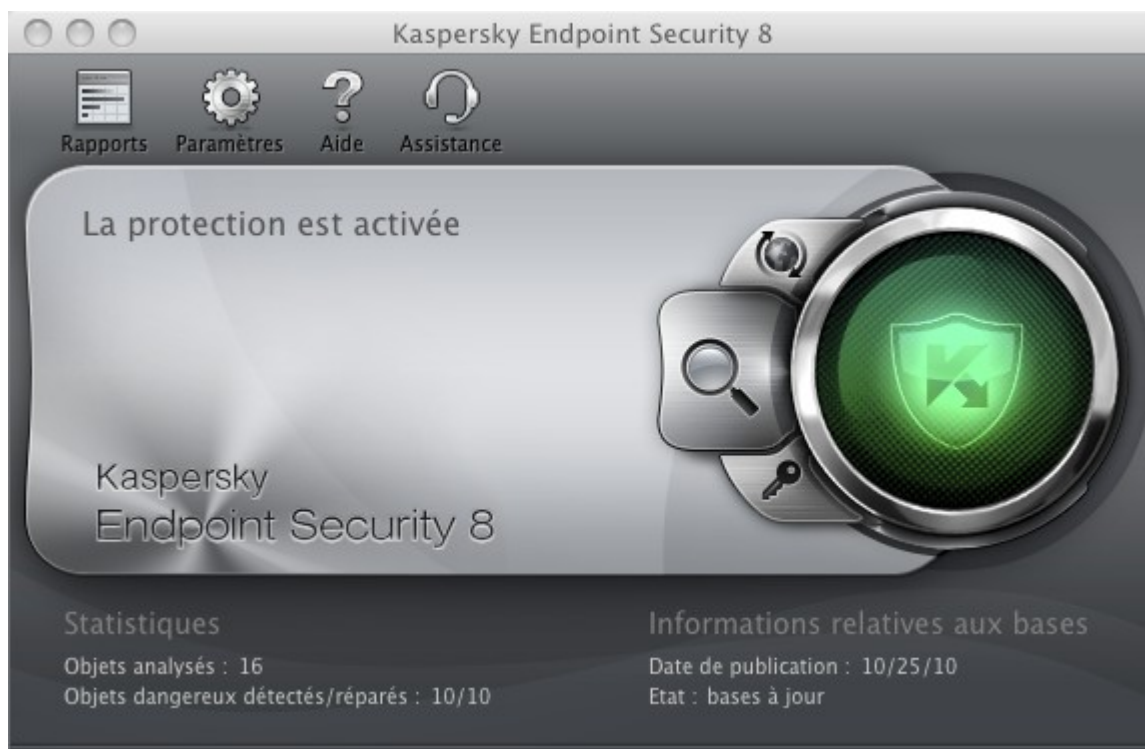 Kaspersky Endpoint Security 8
Rapports Paramètres Aide Assistance
La protection est activée
Kaspersky
Endpoint Security 8
Statistiques
Objets analysés : 16
Objets dangereux détectés/réparés : 10/10
Informations relatives aux bases
Date de publication : 10/25/10
Etat : bases à jour